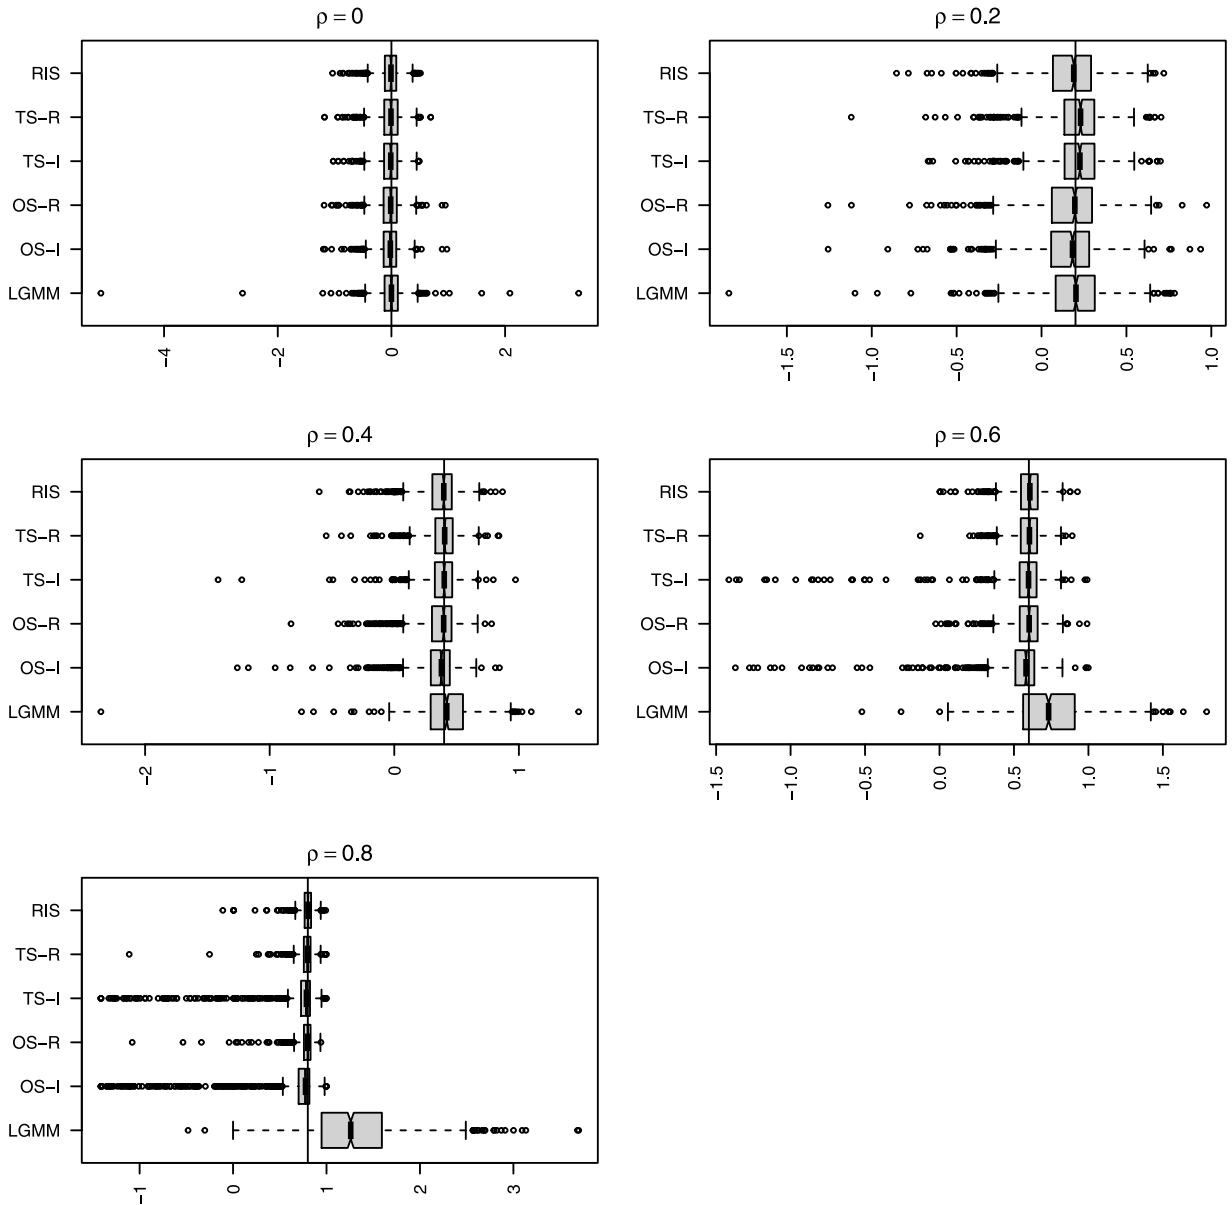 ρ = 0
RIS
TS−R
TS−I
OS−R
OS−I
LGMM
−4
−2
0
2
ρ = 0.2
RIS
TS−R
TS−I
OS−R
OS−I
LGMM
−1.5
−1.0
−0.5
0.0
0.5
1.0
ρ = 0.4
RIS
TS−R
TS−I
OS−R
OS−I
LGMM
−2
−1
0
1
ρ = 0.6
RIS
TS−R
TS−I
OS−R
OS−I
LGMM
−1.5
−1.0
−0.5
0.0
0.5
1.0
1.5
ρ = 0.8
RIS
TS−R
TS−I
OS−R
OS−I
LGMM
−1
0
1
2
3